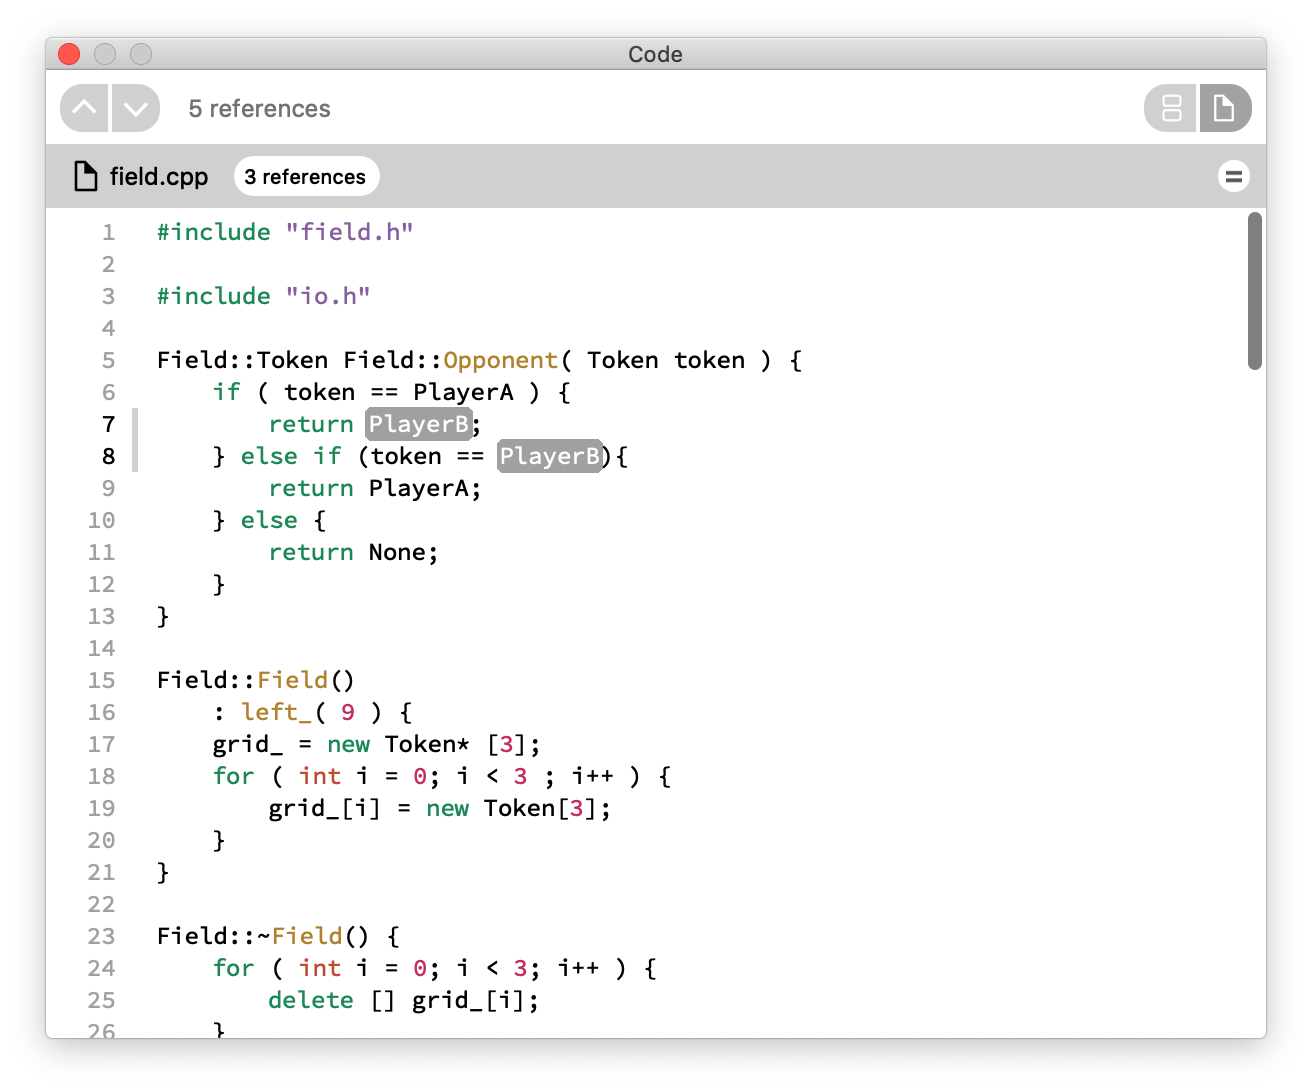 Code
5 references
field.cpp 3 references
1 #include "field.h"
2
3 #include "io.h"
4
5 Field::Token Field::Opponent( Token token ) {
6     if ( token == PlayerA ) {
7         return PlayerB;
8     } else if (token == PlayerB){
9         return PlayerA;
10     } else {
11         return None;
12     }
13 }
14
15 Field::Field()
16     : left_( 9 ) {
17     grid_ = new Token* [3];
18     for ( int i = 0; i < 3 ; i++ ) {
19         grid_[i] = new Token[3];
20     }
21 }
22
23 Field::~Field() {
24     for ( int i = 0; i < 3; i++ ) {
25         delete [] grid_[i];
26     }